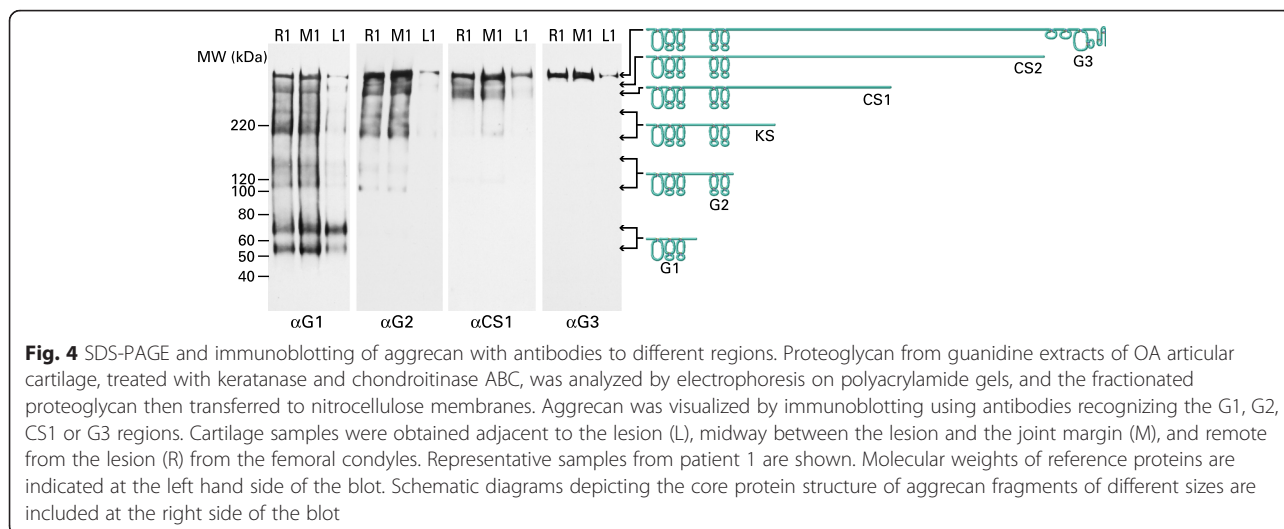 R1 M1 L1 R1 M1 L1 R1 M1 L1 R1 M1 L1
MW (kDa)
220
120
100
80
60
50
40
αG1 αG2 αCS1 αG3
G3
CS2
CS1
KS
G2
G1
Fig. 4 SDS-PAGE and immunoblotting of aggrecan with antibodies to different regions. Proteoglycan from guanidine extracts of OA articular
cartilage, treated with keratanase and chondroitinase ABC, was analyzed by electrophoresis on polyacrylamide gels, and the fractionated
proteoglycan then transferred to nitrocellulose membranes. Aggrecan was visualized by immunoblotting using antibodies recognizing the G1, G2,
CS1 or G3 regions. Cartilage samples were obtained adjacent to the lesion (L), midway between the lesion and the joint margin (M), and remote
from the lesion (R) from the femoral condyles. Representative samples from patient 1 are shown. Molecular weights of reference proteins are
indicated at the left hand side of the blot. Schematic diagrams depicting the core protein structure of aggrecan fragments of different sizes are
included at the right side of the blot